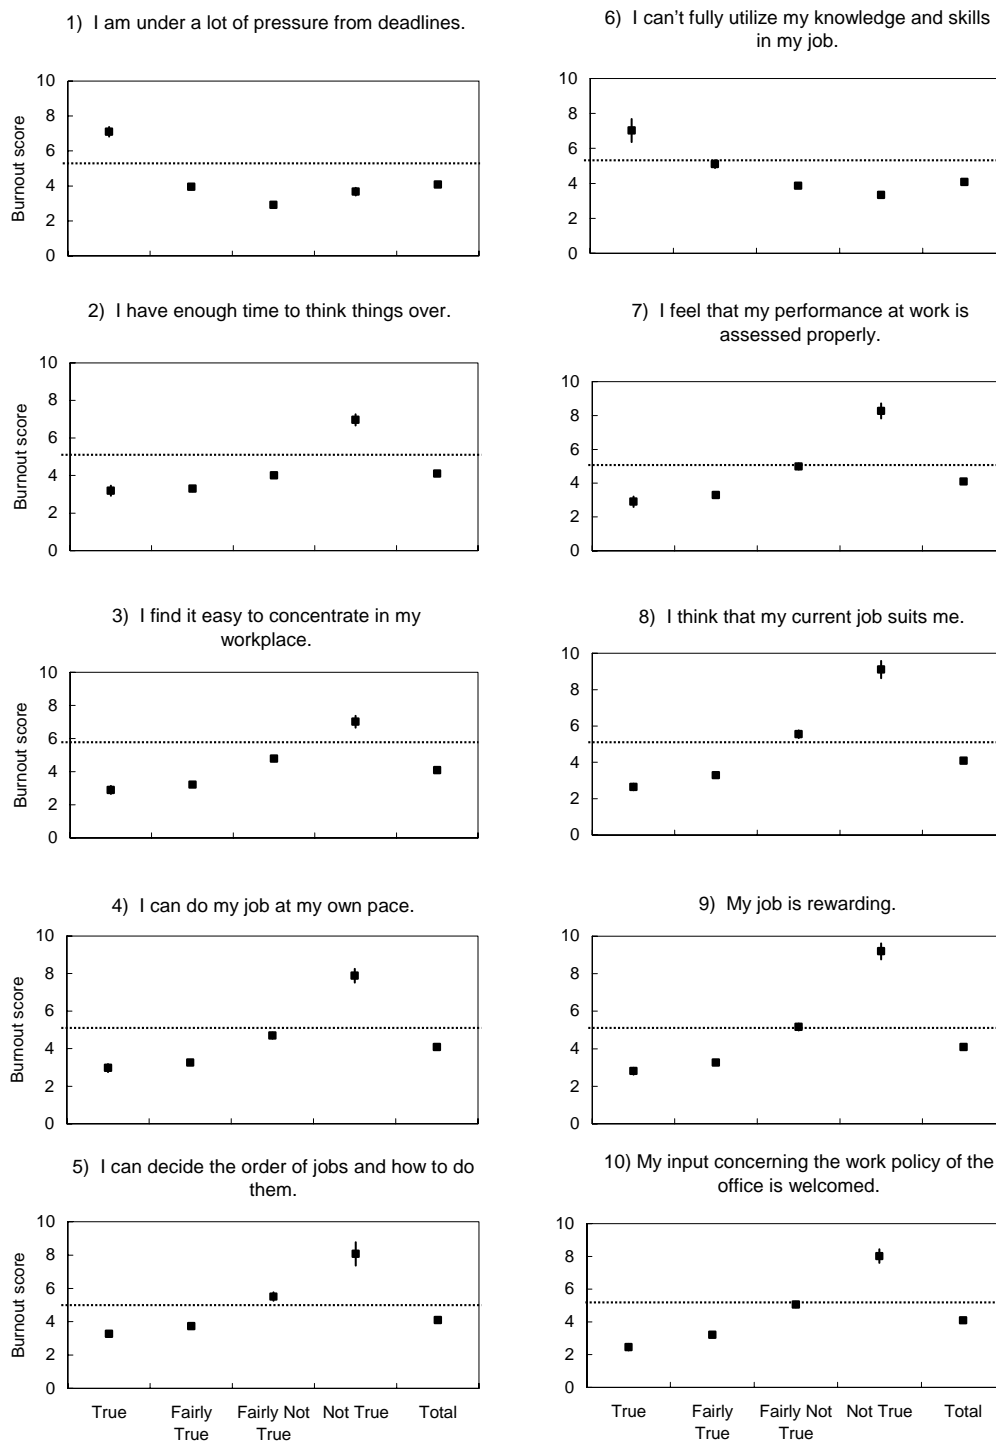 1) I am under a lot of pressure from deadlines.
10
8
6
4
2
0
Burnout score
2) I have enough time to think things over.
10
8
6
4
2
0
Burnout score
3) I find it easy to concentrate in my
workplace.
10
8
6
4
2
0
4) I can do my job at my own pace.
10
8
6
4
2
0
Burnout score
5) I can decide the order of jobs and how to do
them.
10
8
6
4
2
0
Burnout score
True
Fairly
True
Fairly Not
True
Not True
Total
6) I can't fully utilize my knowledge and skills
in my job.
10
8
6
4
2
0
7) I feel that my performance at work is
assessed properly.
10
8
6
4
2
0
8) I think that my current job suits me.
10
8
6
4
2
0
9) My job is rewarding.
10
8
6
4
2
0
10) My input concerning the work policy of the
office is welcomed.
10
8
6
4
2
0
True
Fairly
True
Fairly Not
True
Not True
Total